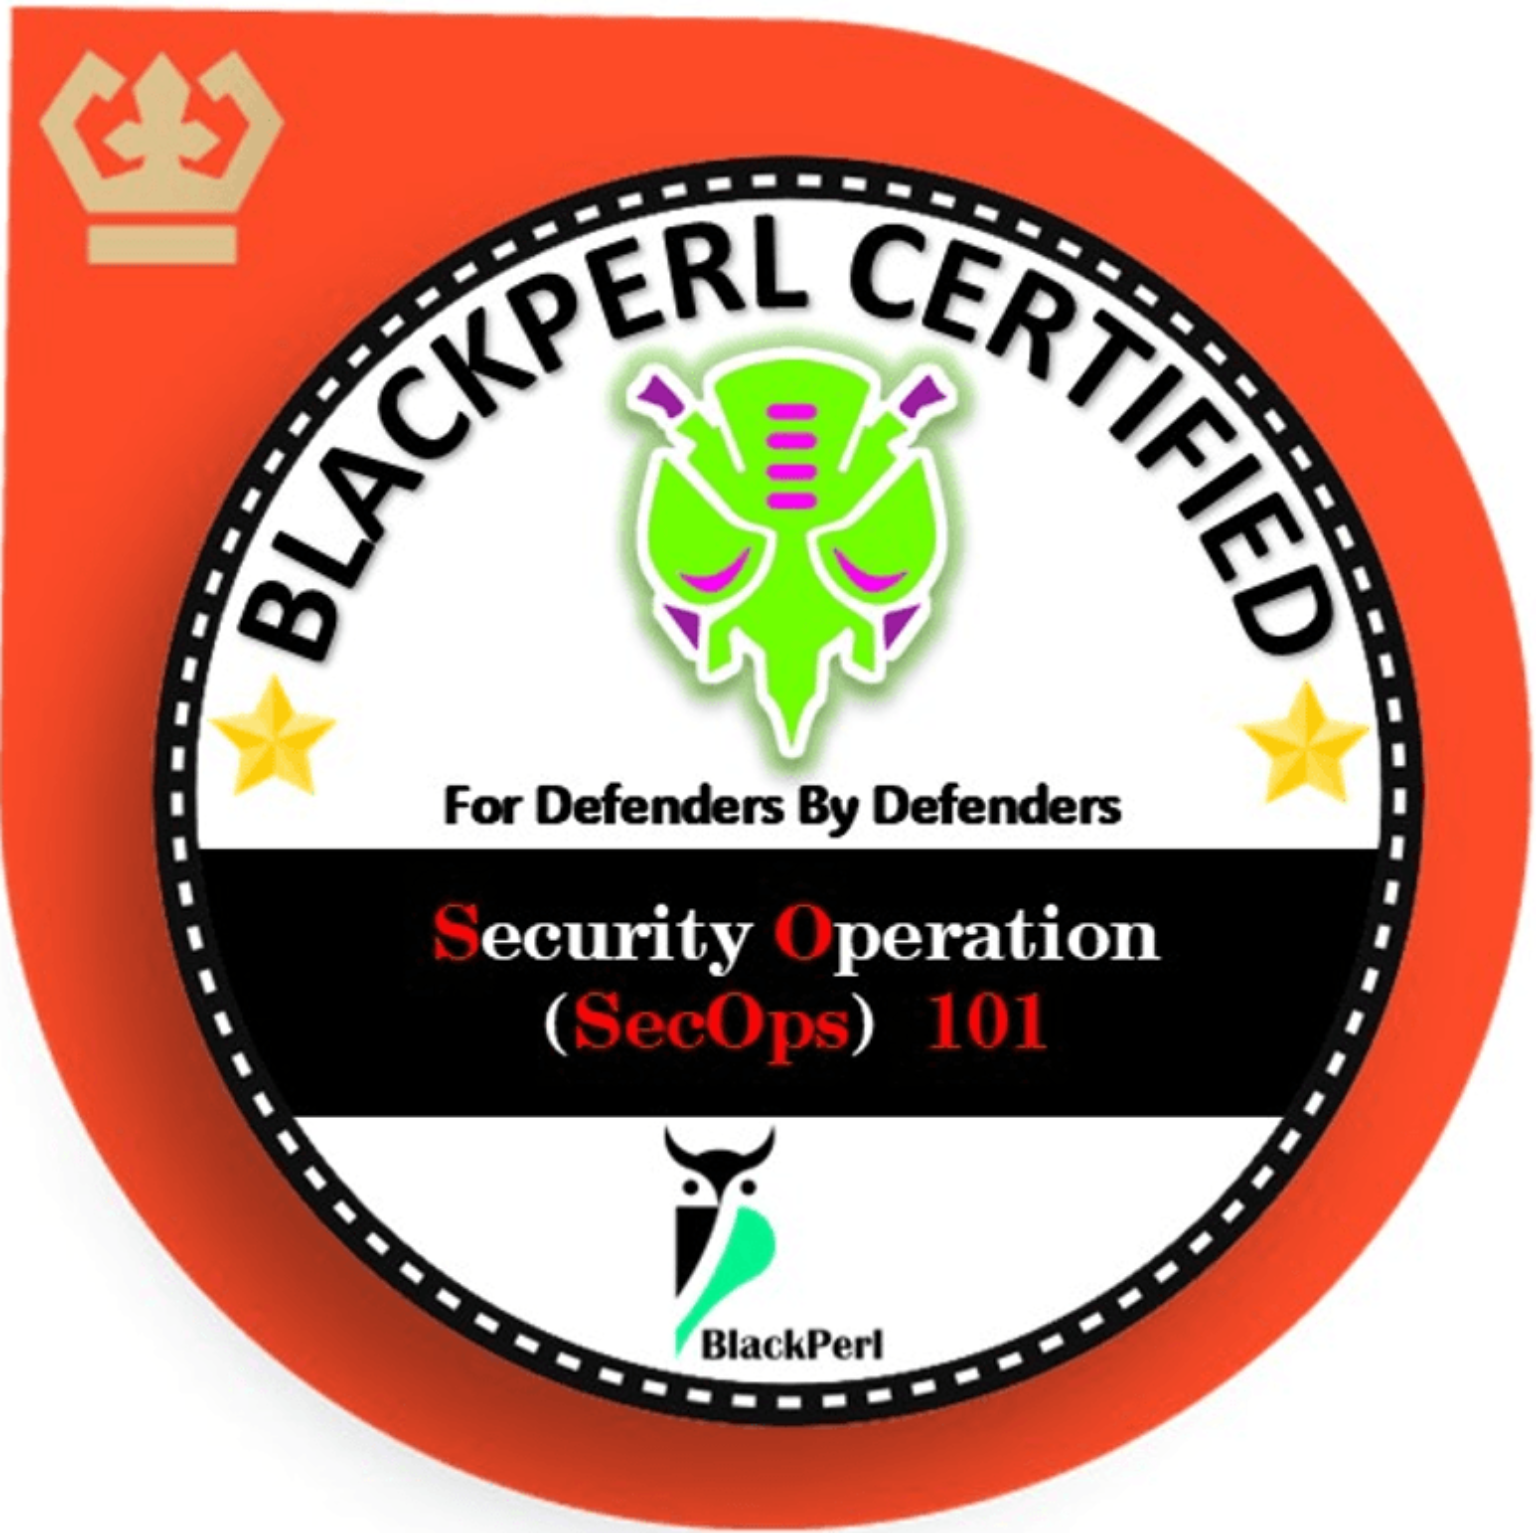 BLACKPERL CERTIFIED
For Defenders By Defenders
Security Operation
(SecOps) 101
BlackPerl